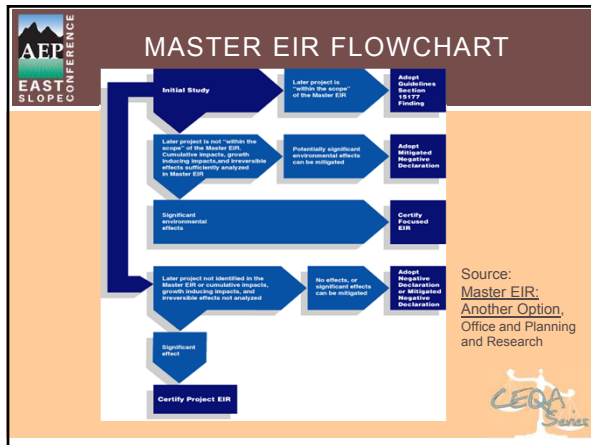 AEP
EAST
SLOPE
CONFERENCE
MASTER EIR FLOWCHART
Initial Study
Later project is
"within the scope"
of the Master EIR
Adopt
Guidelines
Section
15177
Finding
Later project is not "within the
scope" of the Master EIR.
Cumulative impacts, growth
inducing impacts,and irreversible
effects sufficiently analyzed
in Master EIR
Potentially significant
environmental effects
can be mitigated
Adopt
Mitigated
Negative
Declaration
Significant
environmental
effects
Certify
Focused
EIR
Later project not identified in the
Master EIR or cumulative impacts,
growth inducing impacts, and
irreversible effects not analyzed
No effects, or
significant effects
can be mitigated
Adopt
Negative
Declaration
or Mitigated
Negative
Declaration
Significant
effect
Certify Project EIR
Source:
Master EIR:
Another Option,
Office and Planning
and Research
CEQA
Series